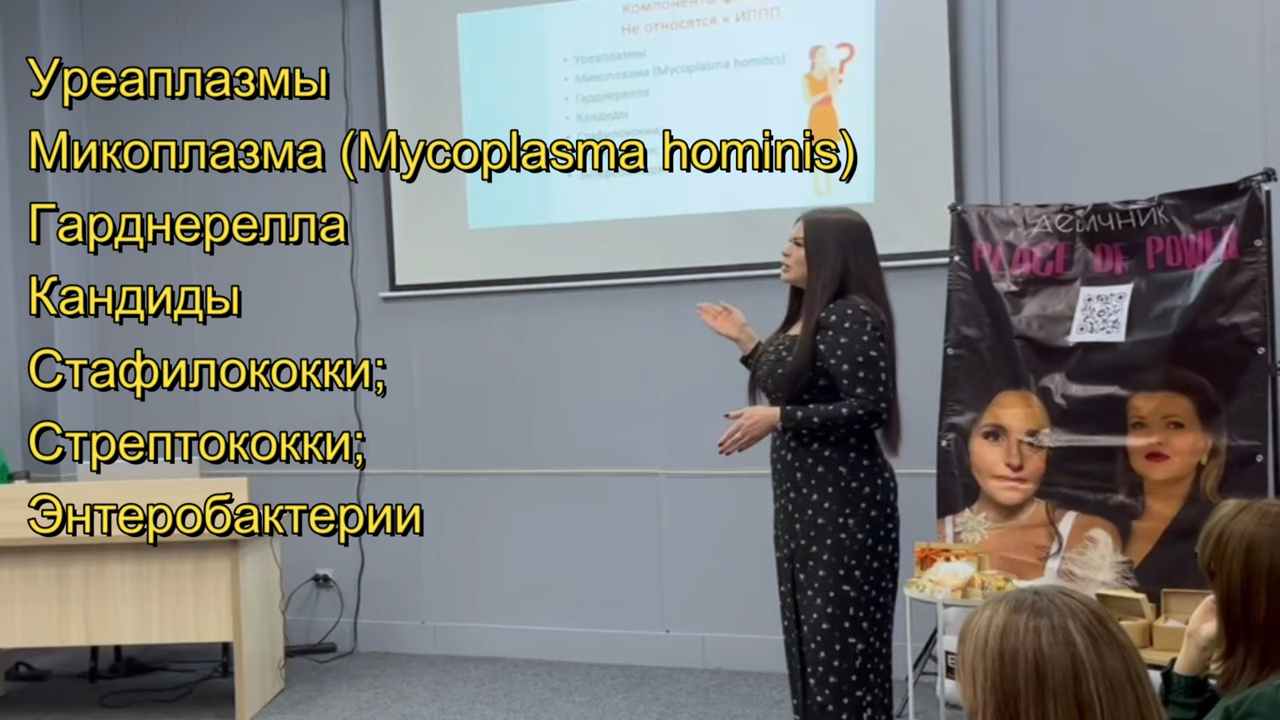 Уреаплазмы
Микоплазма (Mycoplasma hominis)
Гарднерелла
Кандиды
Стафилококки;
Стрептококки;
Энтеробактерии
Компоненты
Не относятся к ИППП
• Уреаплазмы
• Микоплазма (Mycoplasma hominis)
• Гарднерелла
• Кандиды
PLACE OF POWER